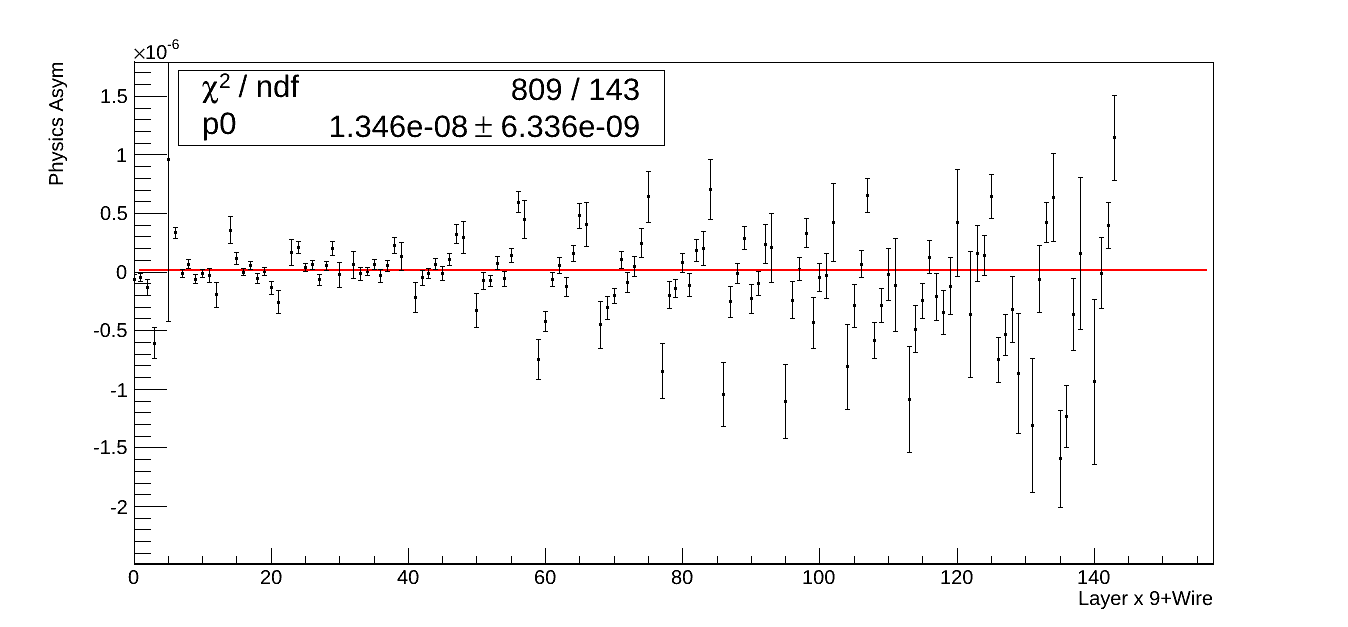 ×10-6
Physics Asym
χ2 / ndf 809 / 143
p0 1.346e-08 ± 6.336e-09
1.5
1
0.5
0
-0.5
-1
-1.5
-2
0 20 40 60 80 100 120 140
Layer x 9+Wire